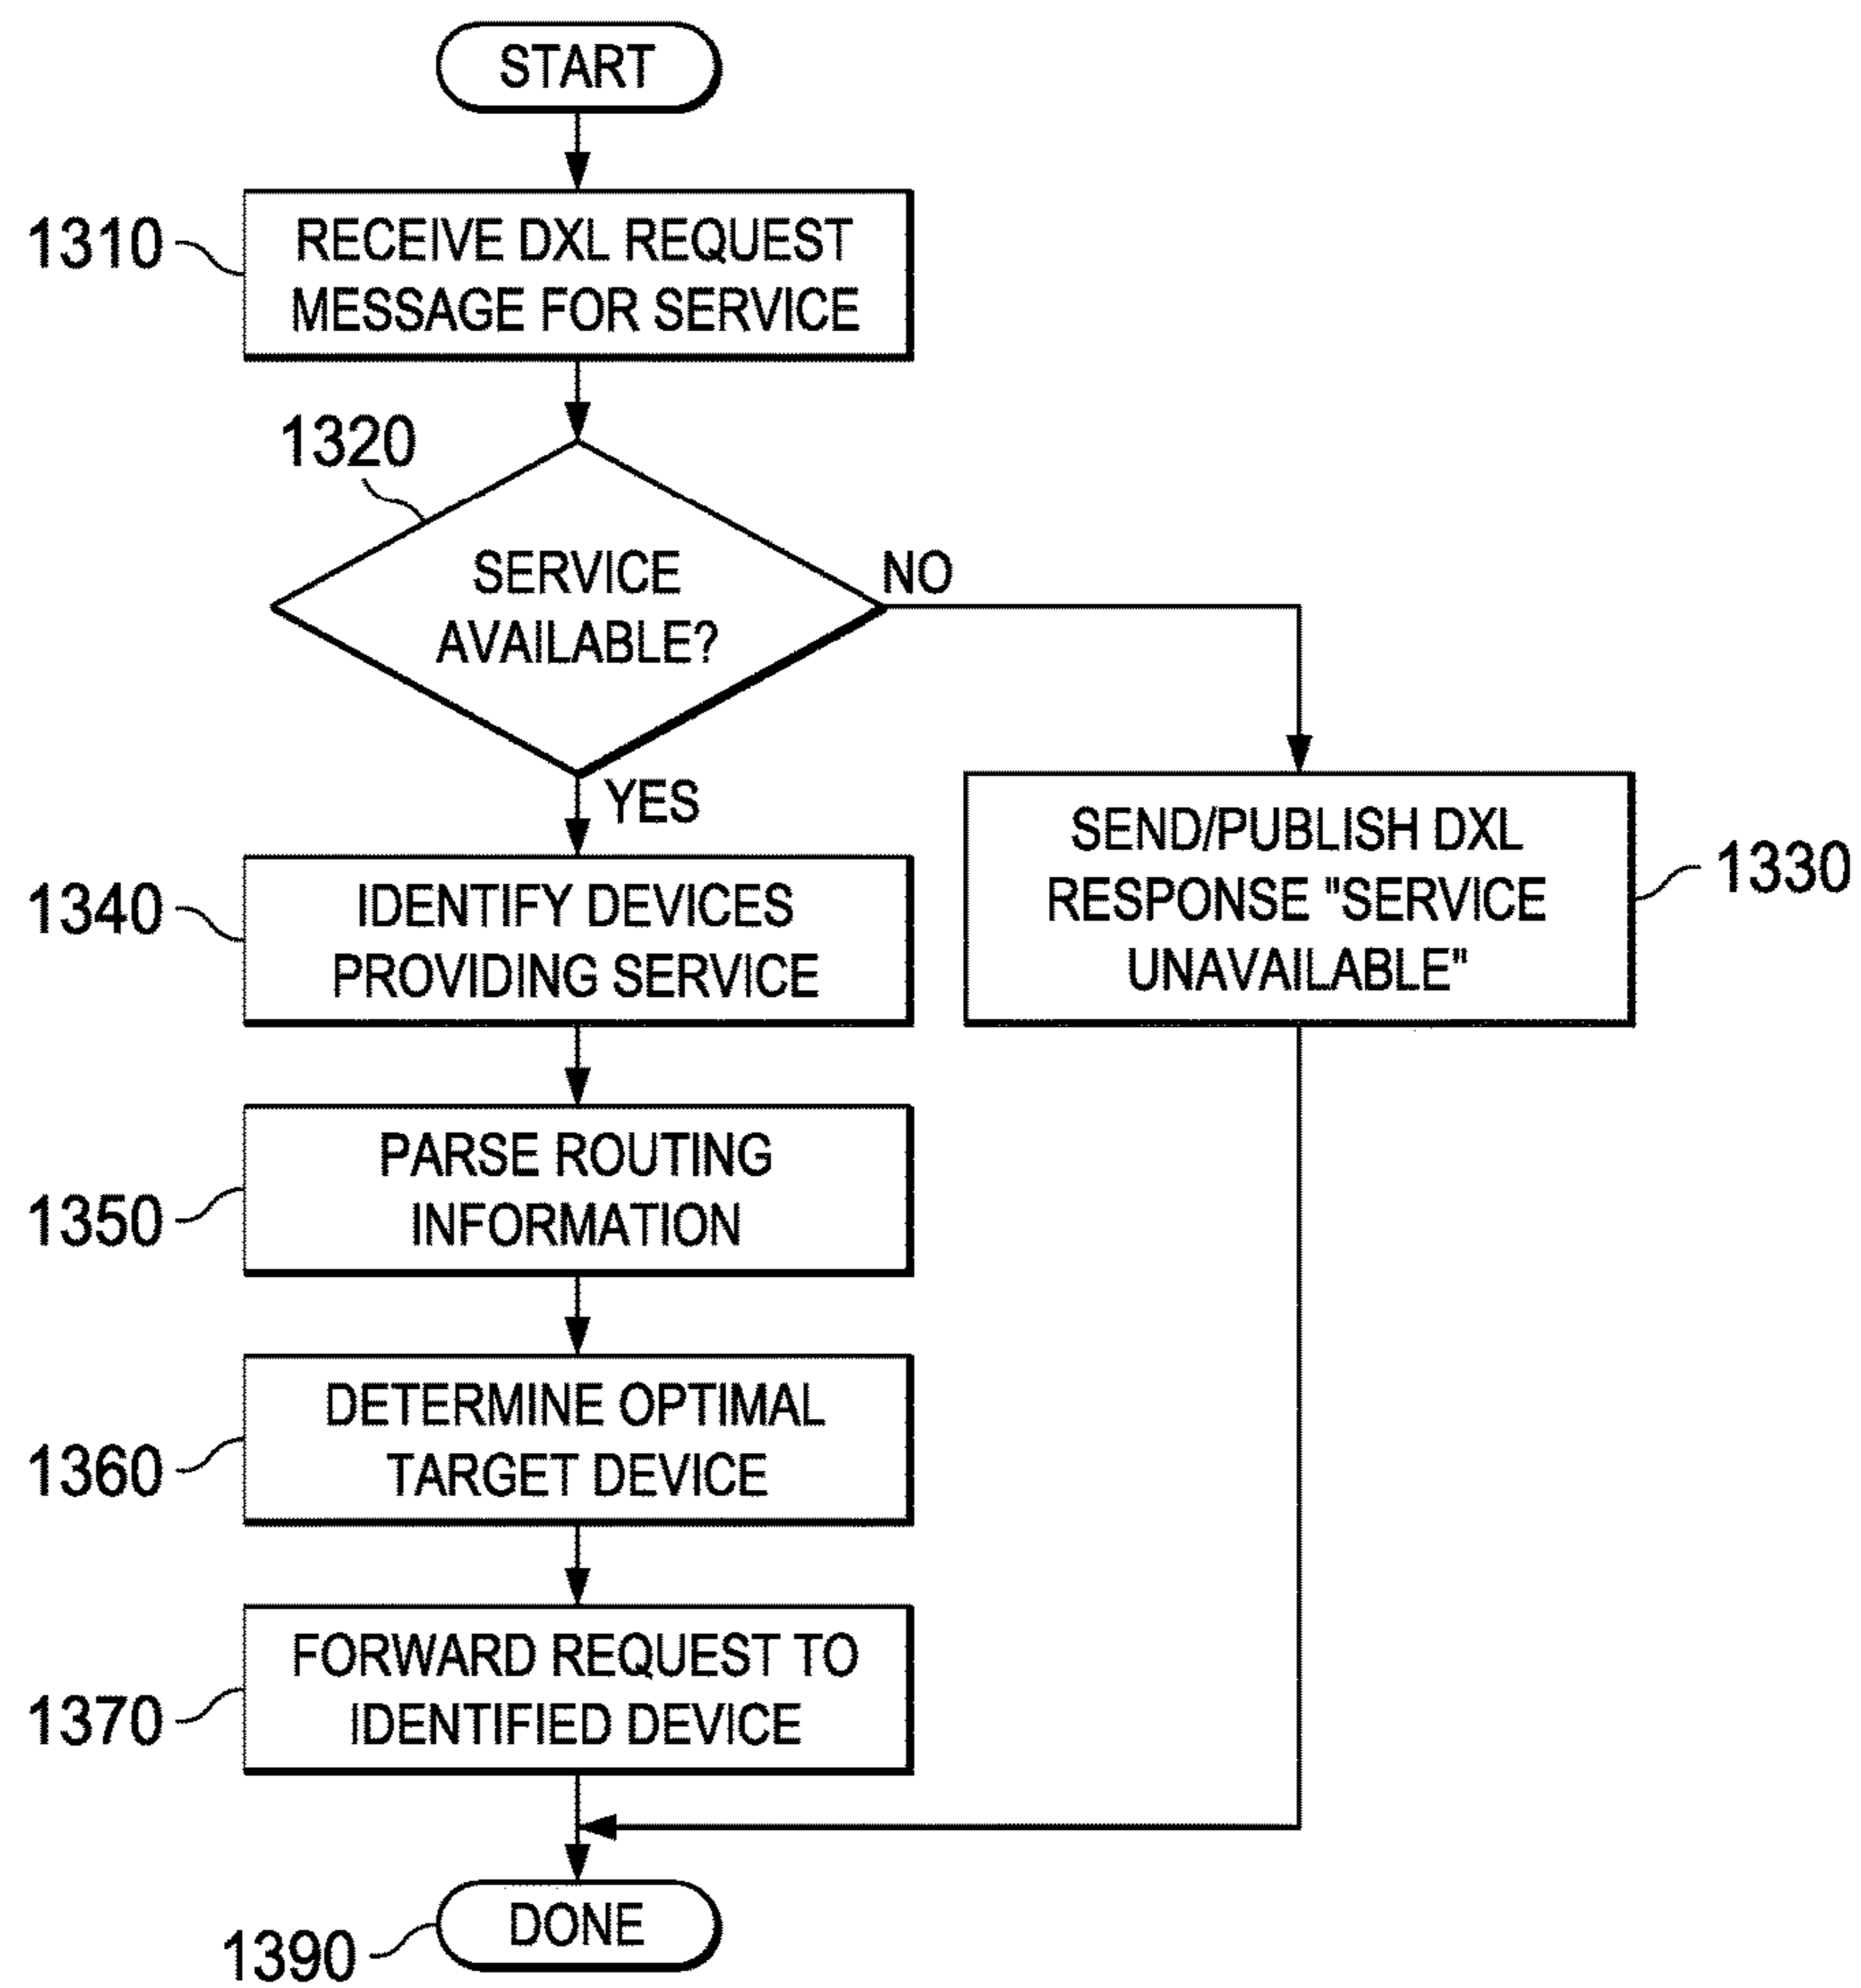 START
1310
RECEIVE DXL REQUEST
MESSAGE FOR SERVICE
1320
SERVICE
AVAILABLE?
NO
YES
SEND/PUBLISH DXL
RESPONSE "SERVICE
UNAVAILABLE"
1330
1340
IDENTIFY DEVICES
PROVIDING SERVICE
1350
PARSE ROUTING
INFORMATION
1360
DETERMINE OPTIMAL
TARGET DEVICE
1370
FORWARD REQUEST TO
IDENTIFIED DEVICE
DONE
1390